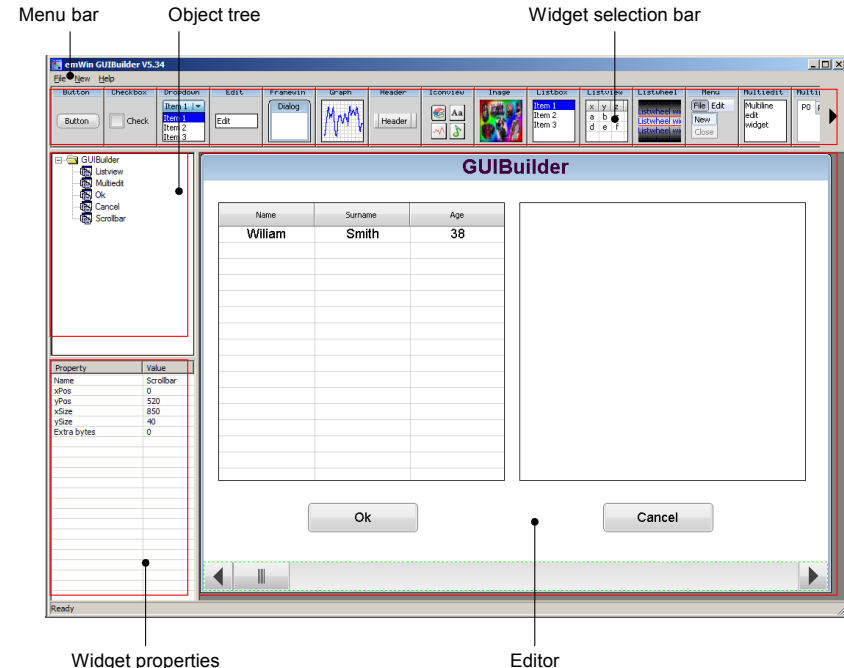 Menu bar
Object tree
Widget selection bar
emWin GUIBuilder V5.34
File New Help
Button Checkbox Dropdown Edit Framewin Graph Header Iconview Image Listbox Listview Listwheel Menu Multiedit
Button
Check
Item 1
Item 1
Item 2
Item 3
Edit
Dialog
Header
Aa
Item 1
Item 2
Item 3
x y z
a b c
d e f
Listwheel
Listwheel
Listwheel
File Edit
New
Close
Multiline
edit
widget
P0
GUIBuilder
Listview
Multiedit
Ok
Cancel
Scrollbar
GUIBuilder
Name Surname Age
Wiliam Smith 38
Property Value
Name Scrollbar
xPos 0
yPos 520
xSize 850
ySize 40
Extra bytes 0
Ok
Cancel
Ready
Widget properties
Editor